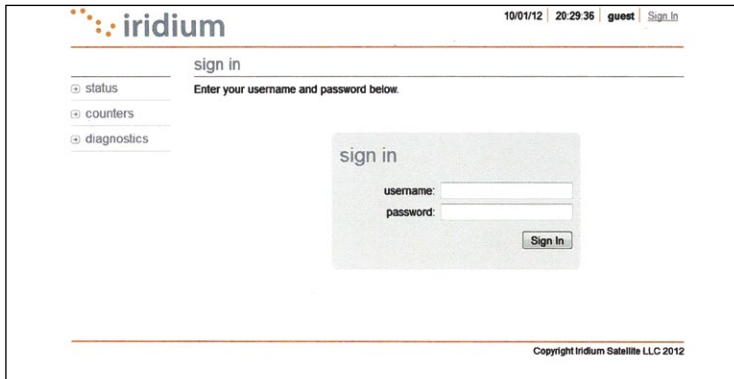 iridium
10/01/12 20:29:36 guest Sign In
sign in
status
counters
diagnostics
Enter your username and password below.
sign in
username:
password:
Sign In
Copyright Iridium Satellite LLC 2012